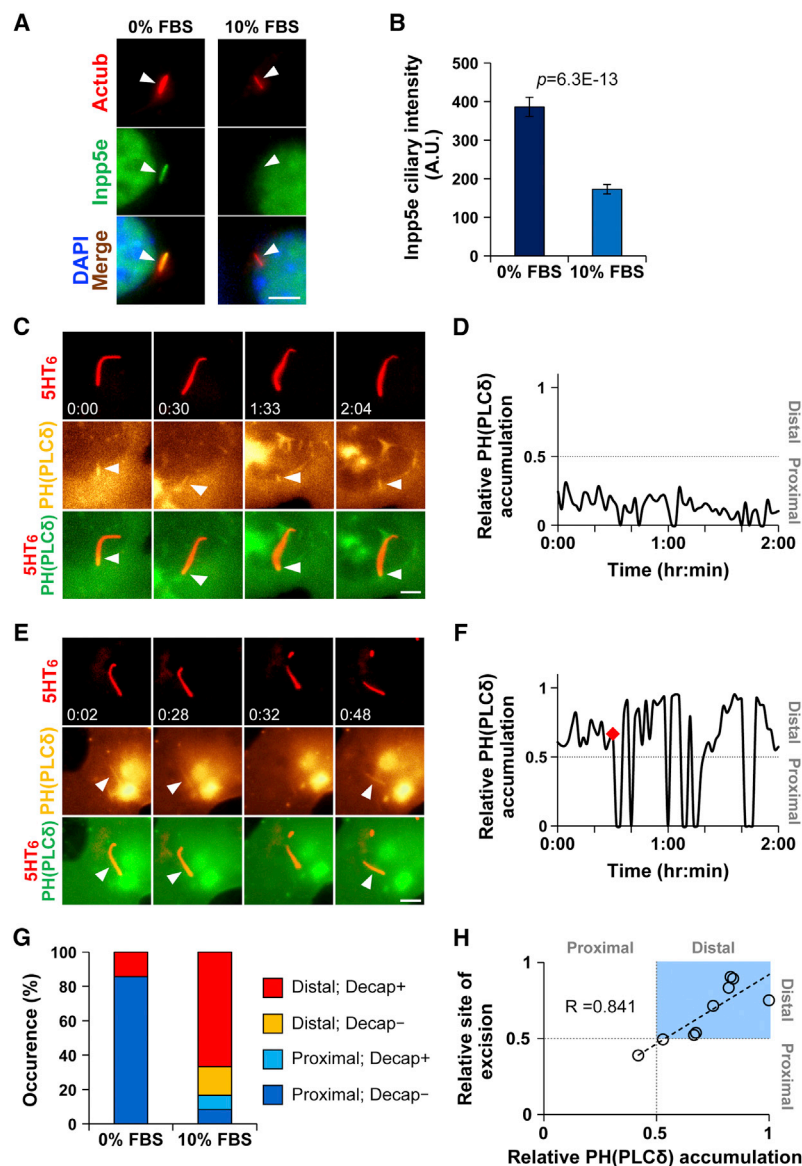 A
0% FBS
10% FBS
Actub
Inpp5e
DAPI
Merge
B
Inpp5e ciliary intensity
(A.U.)
500
400
300
200
100
0
p=6.3E-13
0% FBS
10% FBS
C
5HT6
PH(PLCδ)
5HT6
PH(PLCδ)
0:00
0:30
1:33
2:04
D
Relative PH(PLCδ)
accumulation
1
0.5
0
Distal
Proximal
0:00
1:00
2:00
Time (hr:min)
E
5HT6
PH(PLCδ)
5HT6
PH(PLCδ)
0:02
0:28
0:32
0:48
F
Relative PH(PLCδ)
accumulation
1
0.5
0
Distal
Proximal
0:00
1:00
2:00
Time (hr:min)
G
Occurence (%)
100
80
60
40
20
0
0% FBS
10% FBS
Distal; Decap+
Distal; Decap−
Proximal; Decap+
Proximal; Decap−
H
Proximal
Distal
Relative site of
excision
1
0.5
0
R =0.841
Distal
Proximal
0
0.5
1
Relative PH(PLCδ) accumulation